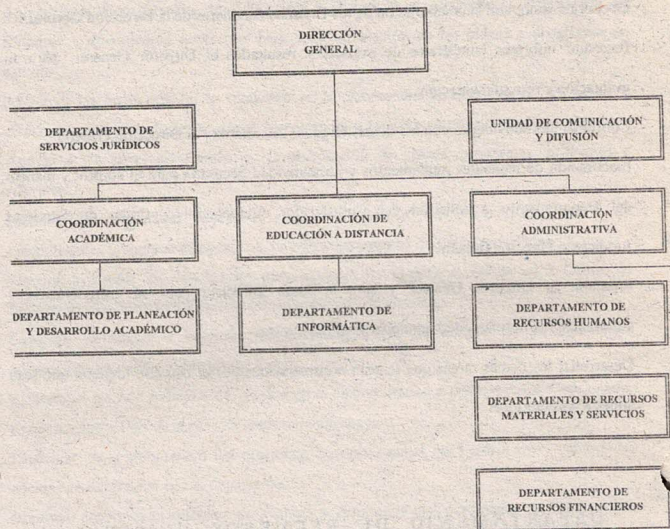 DIRECCIÓN
GENERAL
DEPARTAMENTO DE
SERVICIOS JURÍDICOS
UNIDAD DE COMUNICACIÓN
Y DIFUSIÓN
COORDINACIÓN
ACADÉMICA
COORDINACIÓN DE
EDUCACIÓN A DISTANCIA
COORDINACIÓN
ADMINISTRATIVA
DEPARTAMENTO DE PLANEACIÓN
Y DESARROLLO ACADÉMICO
DEPARTAMENTO DE
INFORMÁTICA
DEPARTAMENTO DE
RECURSOS HUMANOS
DEPARTAMENTO DE RECURSOS
MATERIALES Y SERVICIOS
DEPARTAMENTO DE
RECURSOS FINANCIEROS